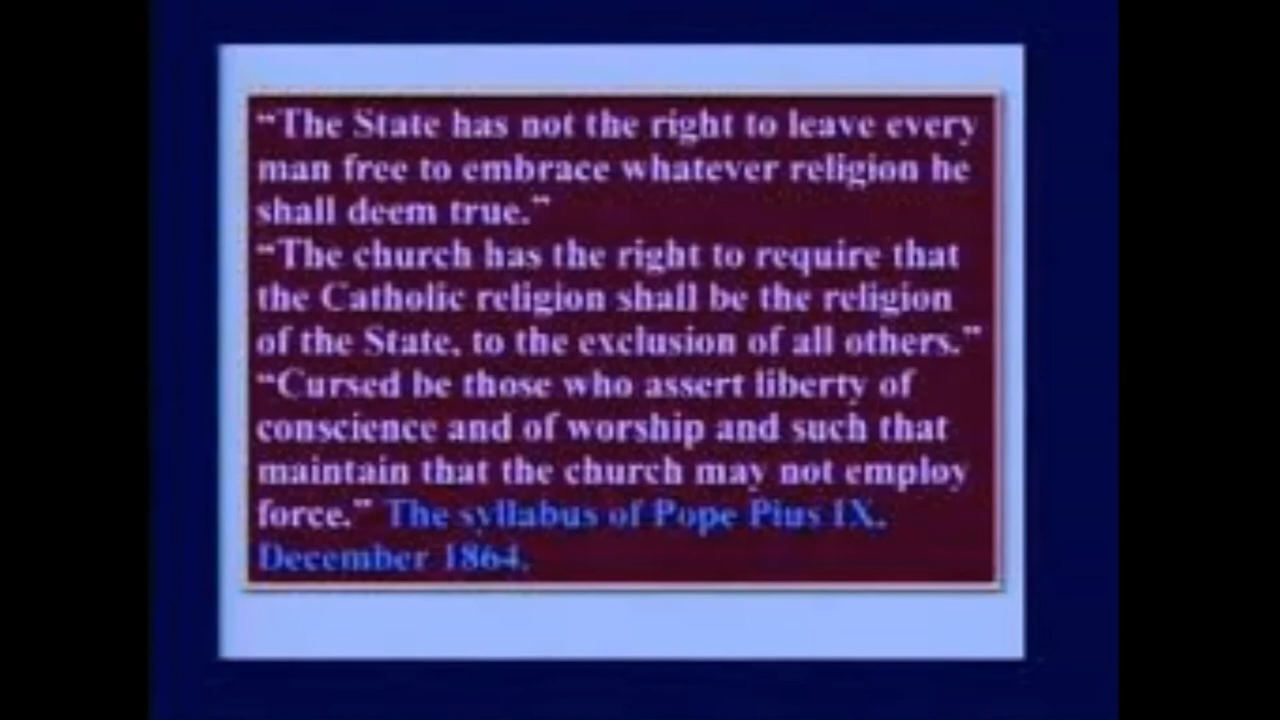 “The State has not the right to leave every
man free to embrace whatever religion he
shall deem true.”
“The church has the right to require that
the Catholic religion shall be the religion
of the State, to the exclusion of all others.”
“Cursed be those who assert liberty of
conscience and of worship and such that
maintain that the church may not employ
force.” The syllabus of Pope Pius IX.
December 1864.